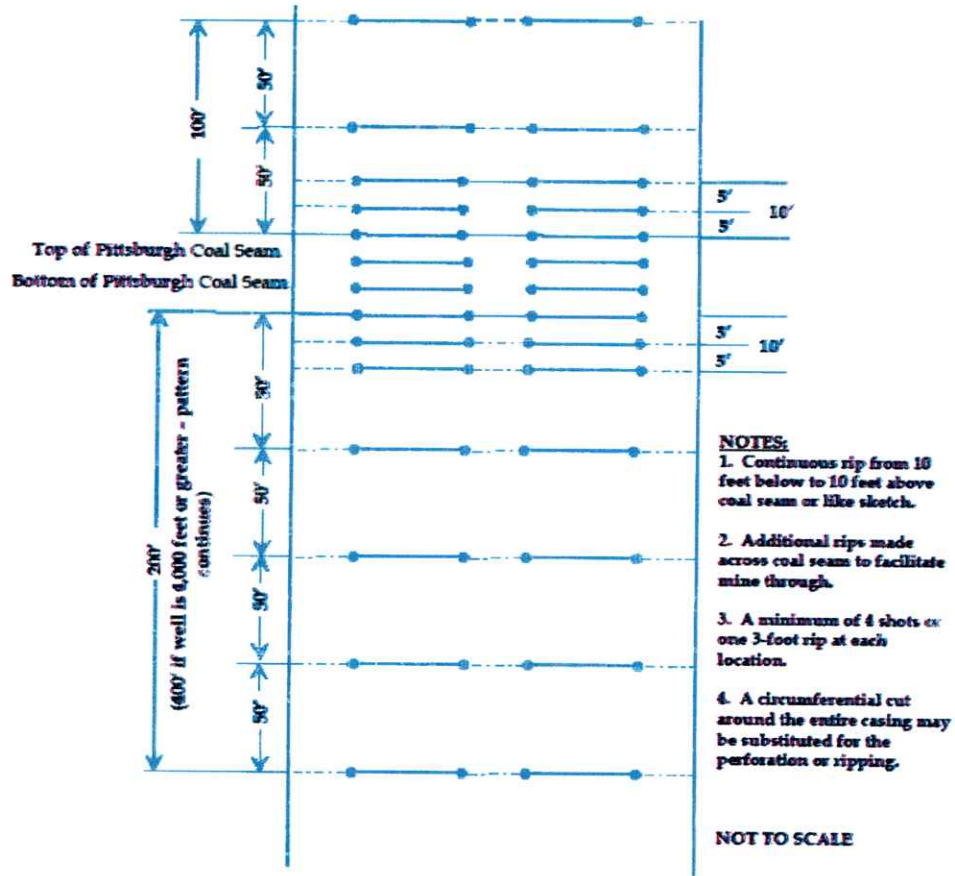 100'
50'
50'
5'
10'
5'
Top of Pittsburgh Coal Seam
Bottom of Pittsburgh Coal Seam
200'
(400' if well is 4,000 feet or greater - pattern
continues)
50'
50'
50'
50'
5'
10'
5'
NOTES:
1. Continuous rip from 10
feet below to 10 feet above
coal seam or like sketch.
2. Additional rips made
across coal seam to facilitate
mine through.
3. A minimum of 4 shots or
one 3-foot rip at each
location.
4. A circumferential cut
around the entire casing may
be substituted for the
perforation or ripping.
NOT TO SCALE